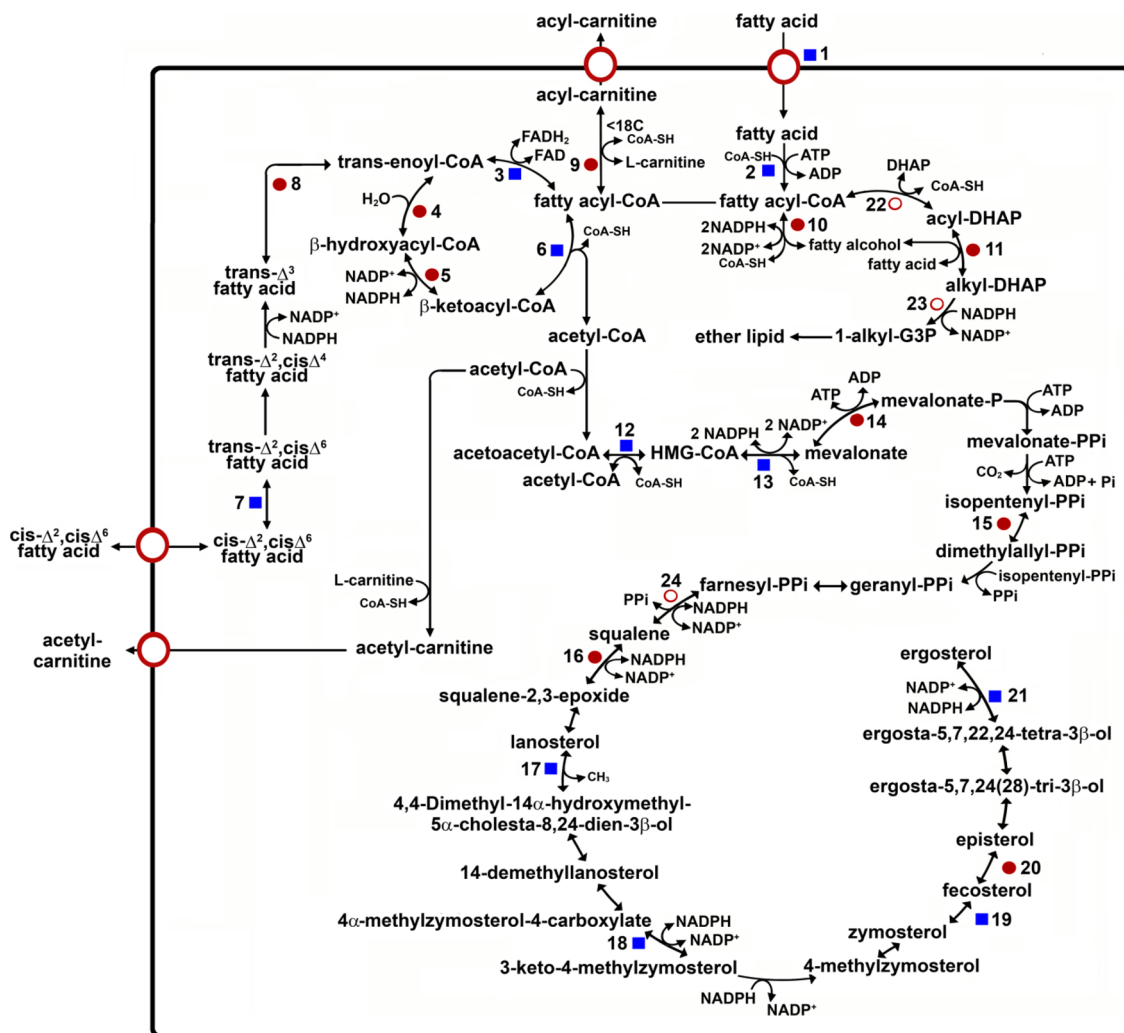 acyl-carnitine
fatty acid
1
acyl-carnitine
fatty acid
<18C
CoA-SH
L-carnitine
9
CoA-SH
ATP
ADP
2
trans-enoyl-CoA
FADH₂
FAD
3
8
fatty acyl-CoA
fatty acyl-CoA
DHAP
CoA-SH
22
acyl-DHAP
H₂O
4
β-hydroxyacyl-CoA
6
CoA-SH
2NADPH
2NADP⁺
CoA-SH
10
fatty alcohol
fatty acid
11
NADP⁺
NADPH
5
β-ketoacyl-CoA
alkyl-DHAP
trans-Δ³
fatty acid
23
NADPH
NADP⁺
NADP⁺
NADPH
acetyl-CoA
ether lipid
1-alkyl-G3P
trans-Δ²,cisΔ⁴
fatty acid
acetyl-CoA
CoA-SH
ATP
ADP
mevalonate-P
ATP
ADP
14
trans-Δ²,cisΔ⁶
fatty acid
acetoacetyl-CoA
12
HMG-CoA
2 NADPH
2 NADP⁺
mevalonate
mevalonate-PPi
acetyl-CoA
CoA-SH
13
CoA-SH
CO₂
ATP
ADP+ Pi
7
isopentenyl-PPi
15
cis-Δ²,cisΔ⁶
fatty acid
cis-Δ²,cisΔ⁶
fatty acid
dimethylallyl-PPi
L-carnitine
CoA-SH
24
farnesyl-PPi
geranyl-PPi
isopentenyl-PPi
PPi
PPi
NADPH
NADP⁺
squalene
acetyl-
carnitine
acetyl-carnitine
16
NADPH
NADP⁺
ergosterol
squalene-2,3-epoxide
NADP⁺
NADPH
21
lanosterol
ergosta-5,7,22,24-tetra-3β-ol
17
CH₃
ergosta-5,7,24(28)-tri-3β-ol
4,4-Dimethyl-14α-hydroxymethyl-
5α-cholesta-8,24-dien-3β-ol
episterol
20
14-demethyllanosterol
fecosterol
4α-methylzymosterol-4-carboxylate
NADPH
NADP⁺
19
18
zymosterol
3-keto-4-methylzymosterol
4-methylzymosterol
NADPH
NADP⁺